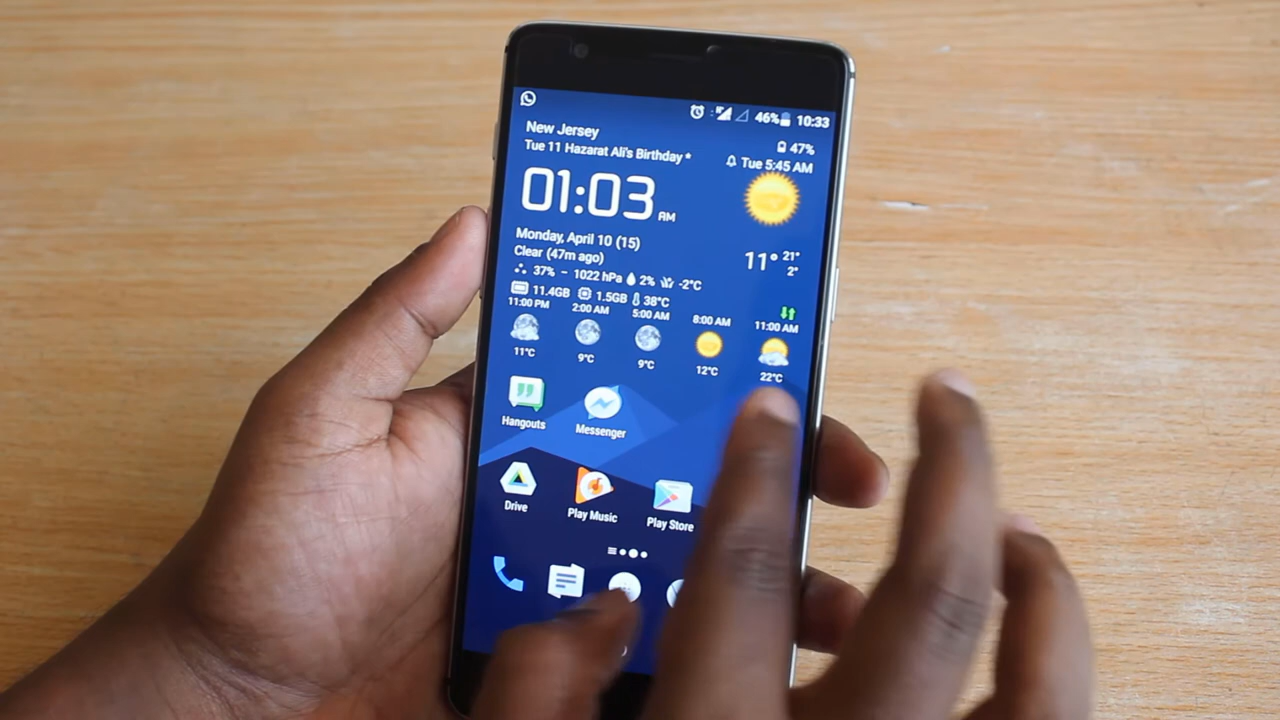 46% 10:33
New Jersey
47%
Tue 11 Hazarat Ali's Birthday *
Tue 5:45 AM
01:03 AM
Monday, April 10 (15)
Clear (47m ago)
11° 21°
2°
37% – 1022 hPa 2% -2°C
11.4GB 1.5GB 38°C
11:00 PM 2:00 AM 5:00 AM 8:00 AM 11:00 AM
11°C 9°C 9°C 12°C 22°C
Hangouts Messenger
Drive Play Music Play Store